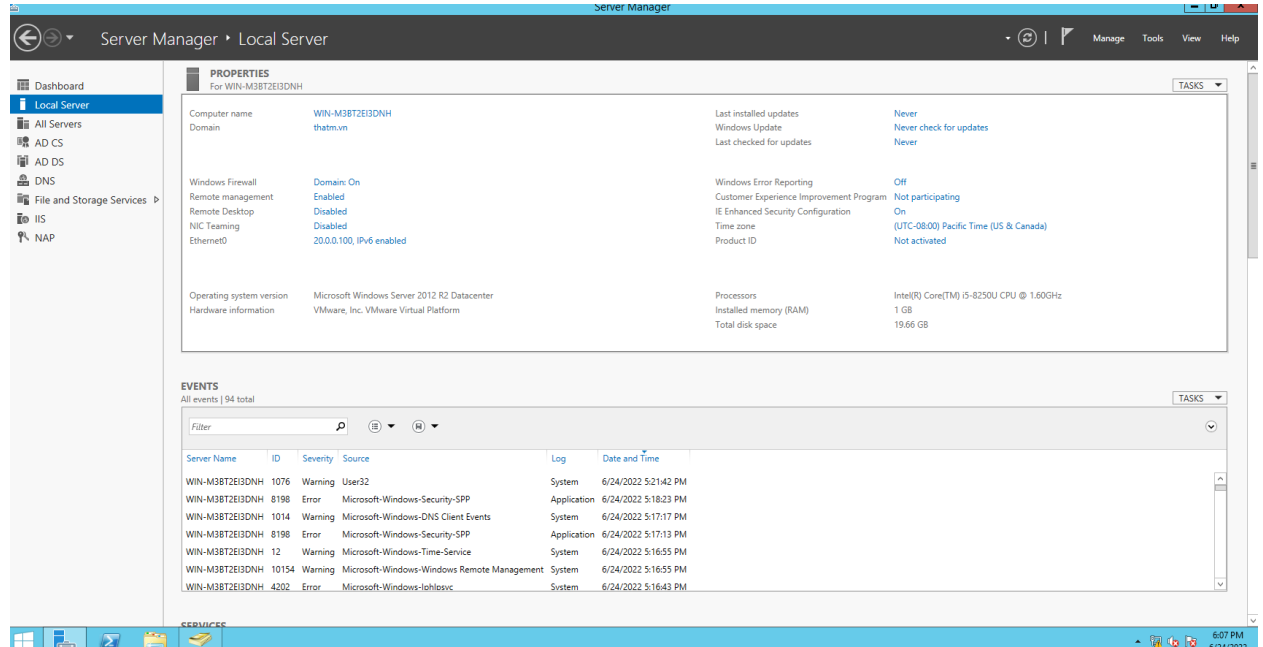 Server Manager
Server Manager • Local Server
Manage Tools View Help
Dashboard
Local Server
All Servers
AD CS
AD DS
DNS
File and Storage Services
IIS
NAP
PROPERTIES
For WIN-M3BT2EI3DNH
TASKS
Computer name WIN-M3BT2EI3DNH
Domain thatm.vn
Last installed updates Never
Windows Update Never check for updates
Last checked for updates Never
Windows Firewall Domain: On
Remote management Enabled
Remote Desktop Disabled
NIC Teaming Disabled
Ethernet0 20.0.0.100, IPv6 enabled
Windows Error Reporting Off
Customer Experience Improvement Program Not participating
IE Enhanced Security Configuration On
Time zone (UTC-08:00) Pacific Time (US & Canada)
Product ID Not activated
Operating system version Microsoft Windows Server 2012 R2 Datacenter
Hardware information VMware, Inc. VMware Virtual Platform
Processors Intel(R) Core(TM) i5-8250U CPU @ 1.60GHz
Installed memory (RAM) 1 GB
Total disk space 19.66 GB
EVENTS
All events | 94 total
TASKS
Filter
Server Name ID Severity Source Log Date and Time
WIN-M3BT2EI3DNH 1076 Warning User32 System 6/24/2022 5:21:42 PM
WIN-M3BT2EI3DNH 8198 Error Microsoft-Windows-Security-SPP Application 6/24/2022 5:18:23 PM
WIN-M3BT2EI3DNH 1014 Warning Microsoft-Windows-DNS Client Events System 6/24/2022 5:17:17 PM
WIN-M3BT2EI3DNH 8198 Error Microsoft-Windows-Security-SPP Application 6/24/2022 5:17:13 PM
WIN-M3BT2EI3DNH 12 Warning Microsoft-Windows-Time-Service System 6/24/2022 5:16:55 PM
WIN-M3BT2EI3DNH 10154 Warning Microsoft-Windows-Windows Remote Management System 6/24/2022 5:16:55 PM
WIN-M3BT2EI3DNH 4202 Error Microsoft-Windows-Iphlpsvc System 6/24/2022 5:16:43 PM
SERVICES
6:07 PM
6/24/2022